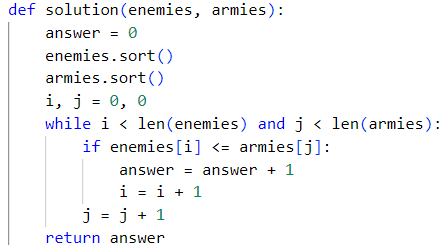 def solution(enemies, armies):
    answer = 0
    enemies.sort()
    armies.sort()
    i, j = 0, 0
    while i < len(enemies) and j < len(armies):
        if enemies[i] <= armies[j]:
            answer = answer + 1
            i = i + 1
        j = j + 1
    return answer